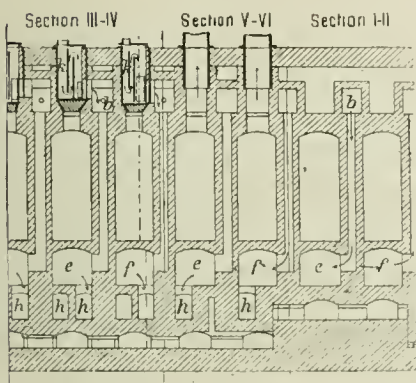 Section III-IV Section V-VI Section I-II
b b
e f e f e f
h h h h h